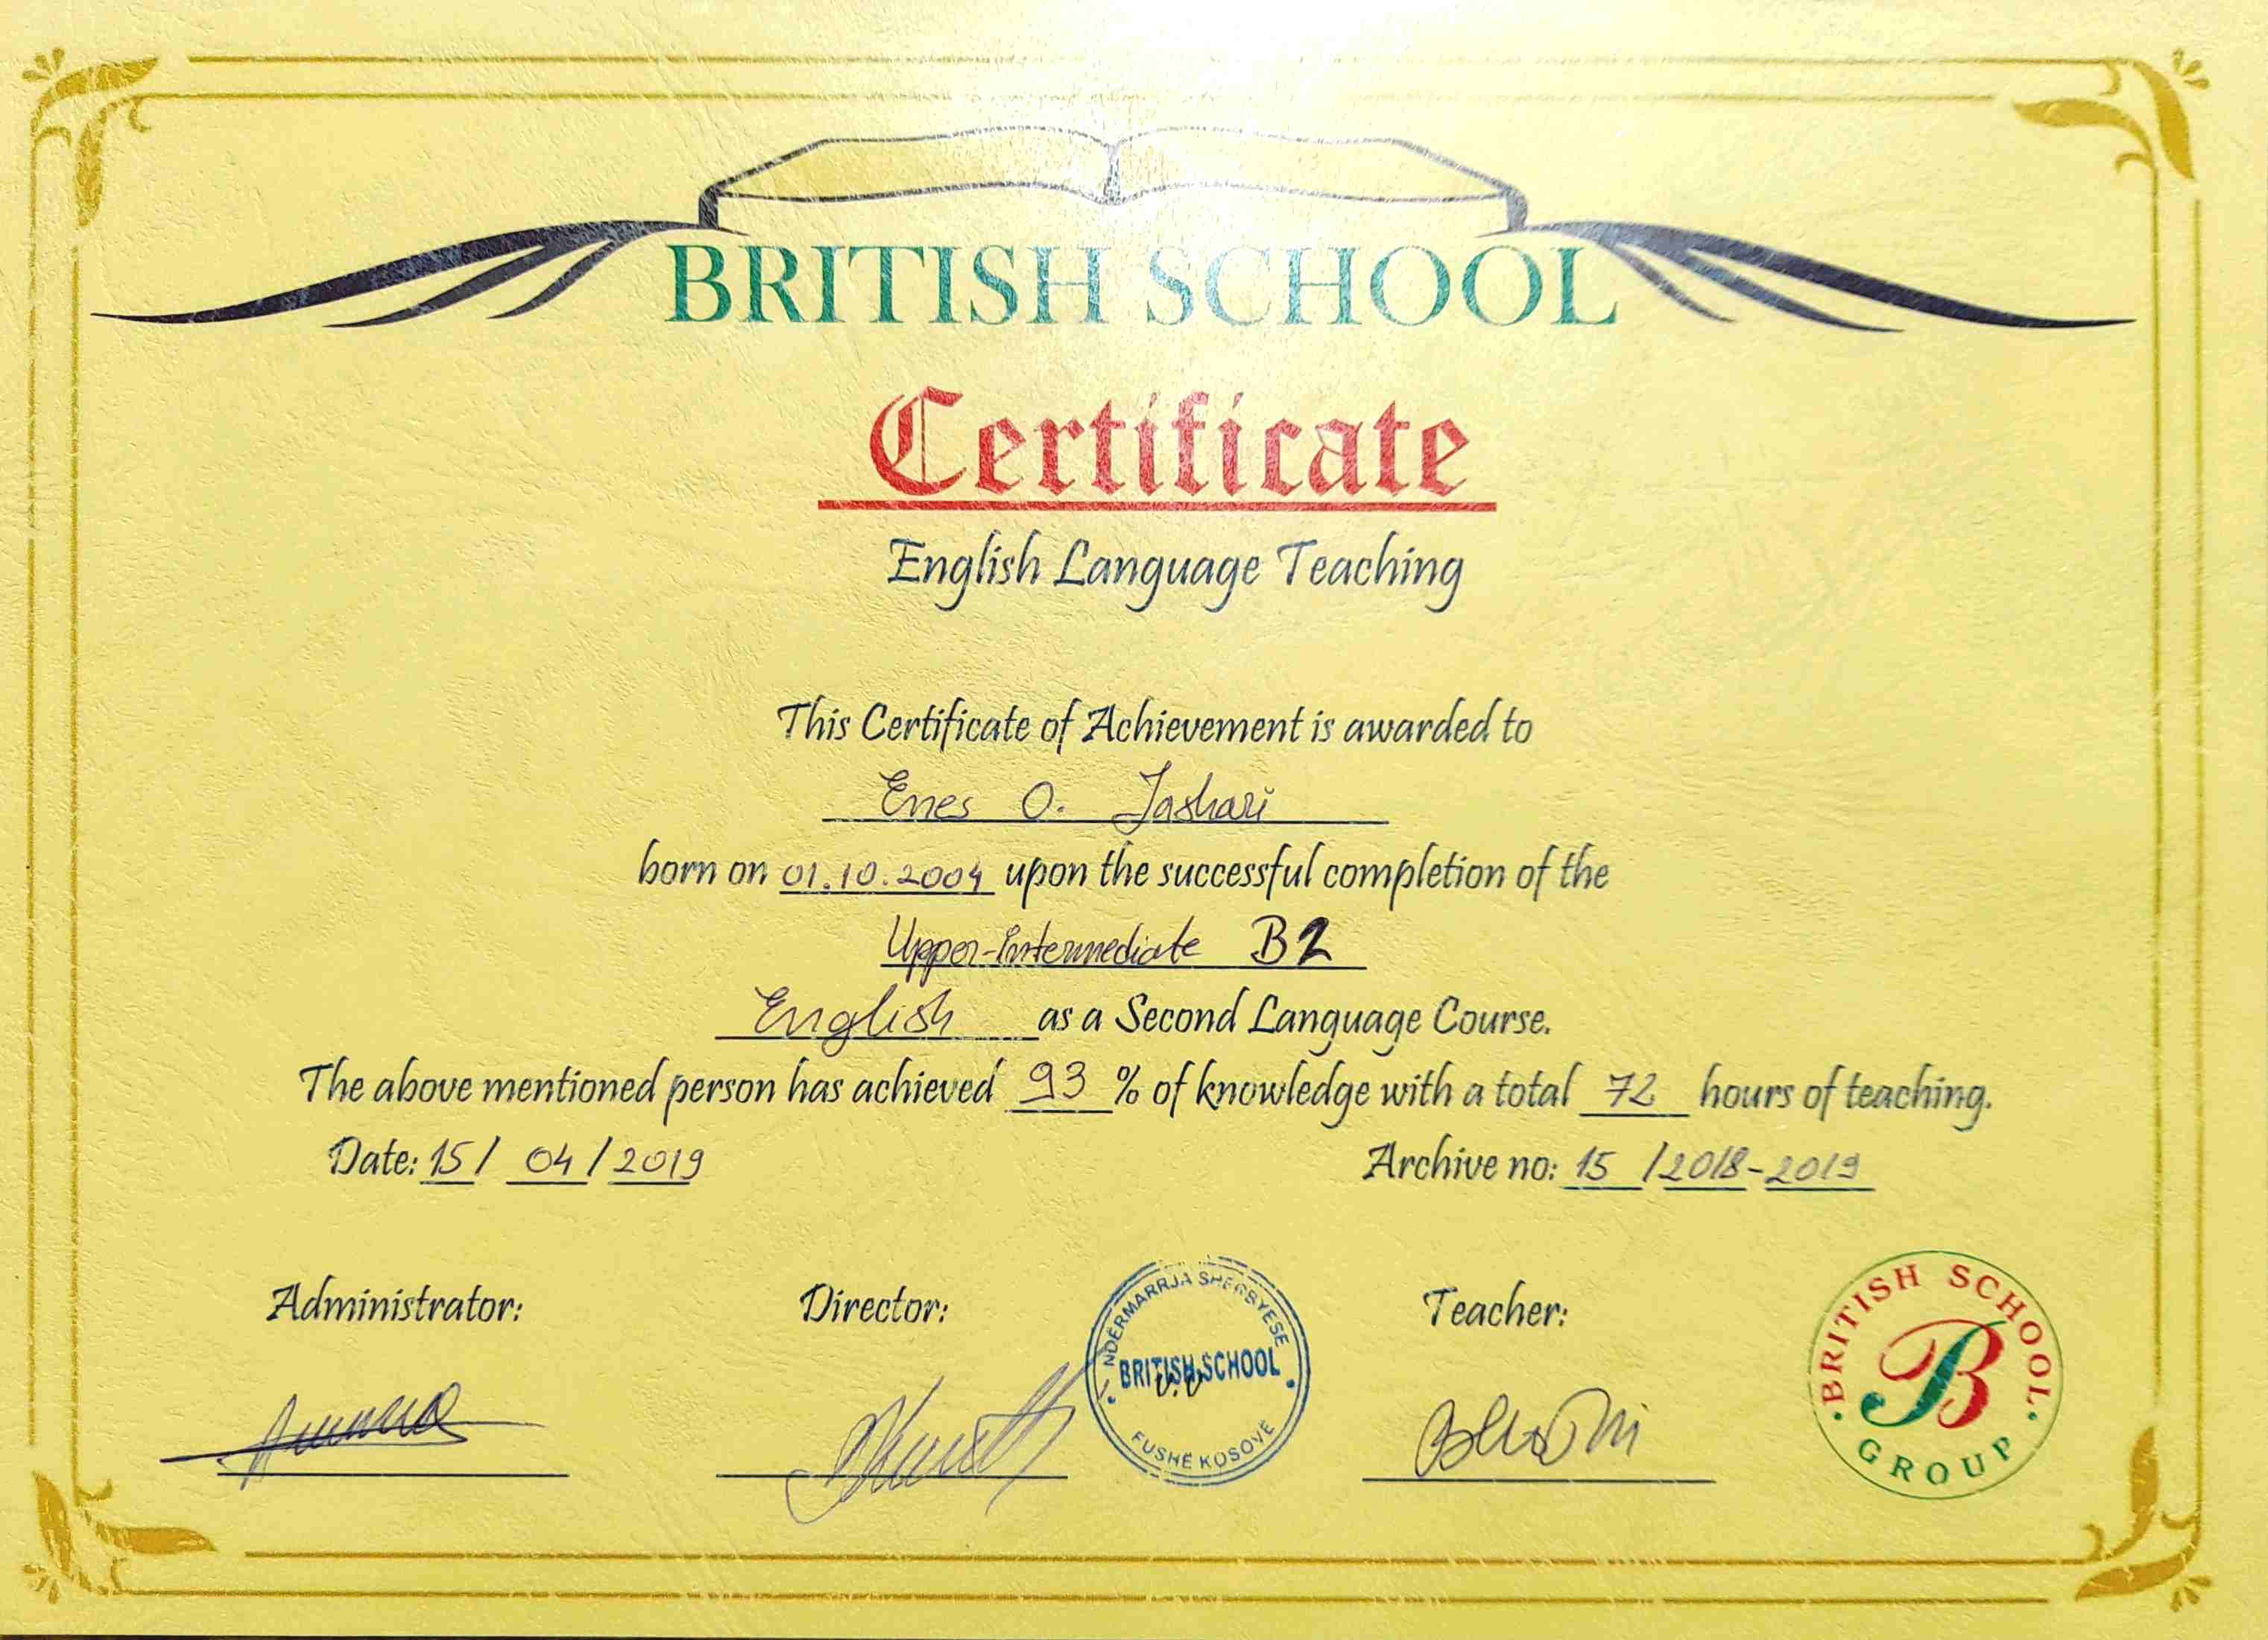 BRITISH SCHOOL
Certificate
English Language Teaching
This Certificate of Achievement is awarded to
Enes O. Jashari
born on 01.10.2004 upon the successful completion of the
Upper-Intermediate B2
English as a Second Language Course.
The above mentioned person has achieved 93 % of knowledge with a total 72 hours of teaching.
Date: 15/ 04/2019 Archive no: 15 /2018-2019
Administrator: Director: Teacher:
NDËRMARRJA SHËRBYESE
BRITISH SCHOOL
FUSHË KOSOVË
BRITISH SCHOOL
B
GROUP